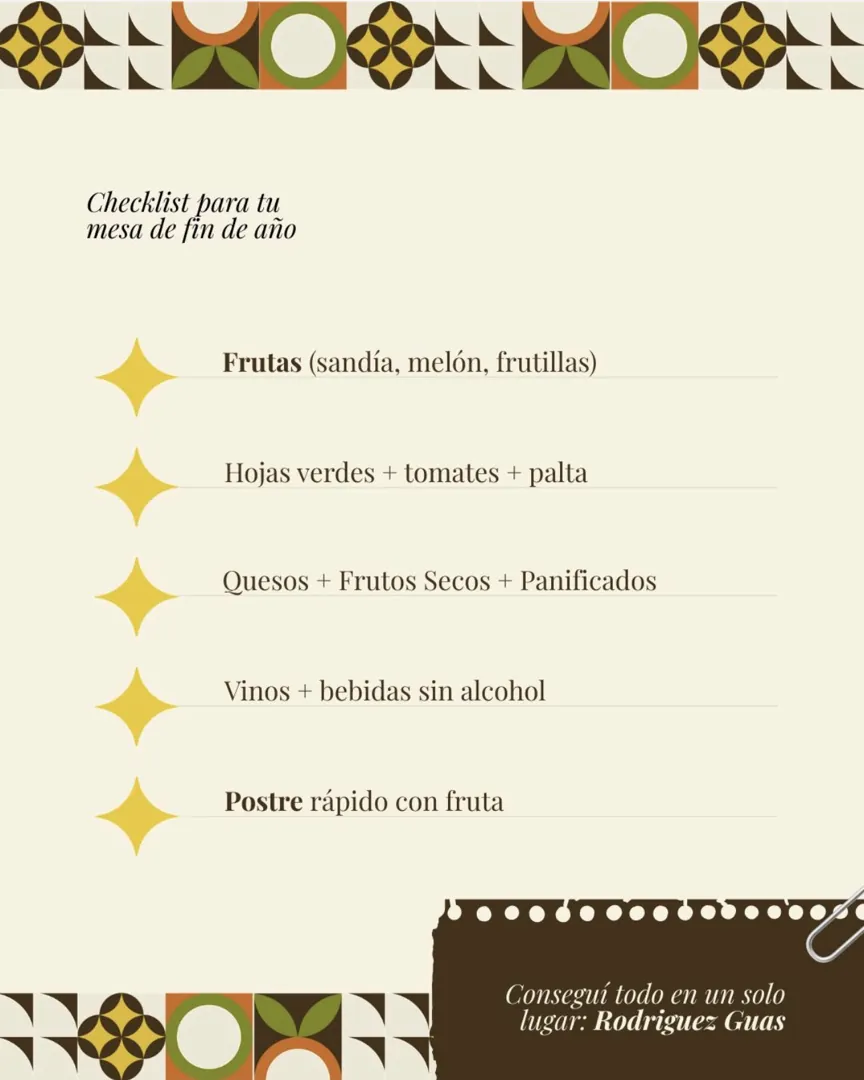 Checklist para tu
mesa de fin de año
Frutas (sandía, melón, frutillas)
Hojas verdes + tomates + palta
Quesos + Frutos Secos + Panificados
Vinos + bebidas sin alcohol
Postre rápido con fruta
Conseguí todo en un solo
lugar: Rodriguez Guas